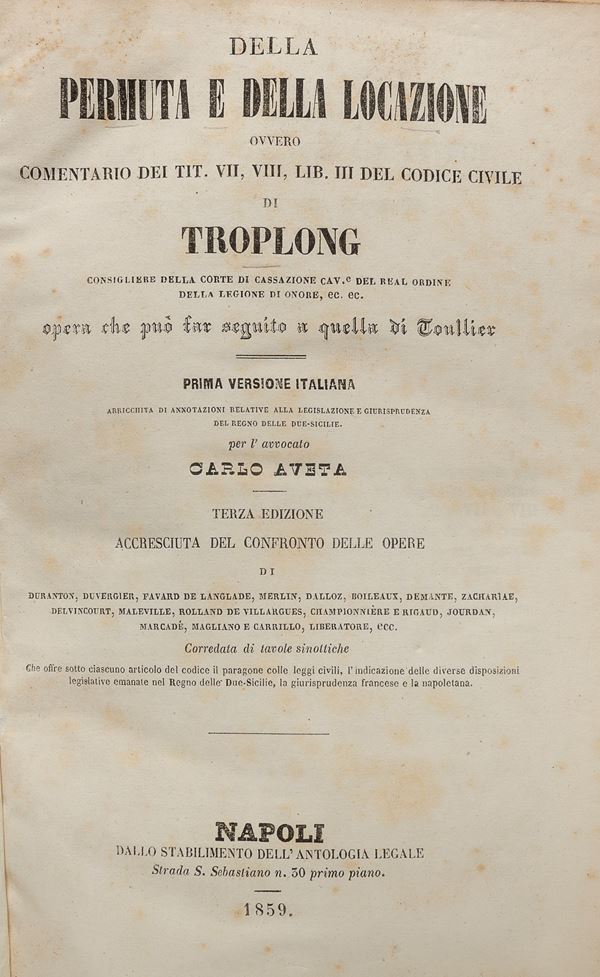 DELLA
PERMUTA E DELLA LOCAZIONE
OVVERO
COMENTARIO DEI TIT. VII, VIII, LIB. III DEL CODICE CIVILE
DI
TROPLONG
CONSIGLIERE DELLA CORTE DI CASSAZIONE CAV.e DEL REAL ORDINE
DELLA LEGIONE DI ONORE, ec. ec.
opera che può far seguito a quella di Toullier
PRIMA VERSIONE ITALIANA
ARRICCHITA DI ANNOTAZIONI RELATIVE ALLA LEGISLAZIONE E GIURISPRUDENZA
DEL REGNO DELLE DUE-SICILIE.
per l' avvocato
CARLO AVETA
TERZA EDIZIONE
ACCRESCIUTA DEL CONFRONTO DELLE OPERE
DI
DURANTON, DUVERGIER, FAVARD DE LANGLADE, MERLIN, DALLOZ, BOILEAUX, DEMANTE, ZACHARIAE,
DELVINCOURT, MALEVILLE, ROLLAND DE VILLARGUES, CHAMPIONNIÈRE E RIGAUD, JOURDAN,
MARCADÉ, MAGLIANO E CARRILLO, LIBERATORE, ecc.
Corredata di tavole sinottiche
Che offre sotto ciascuno articolo del codice il paragone colle leggi civili, l' indicazione delle diverse disposizioni
legislative emanate nel Regno delle Due-Sicilie, la giurisprudenza francese e la napoletana.
NAPOLI
DALLO STABILIMENTO DELL' ANTOLOGIA LEGALE
Strada S. Sebastiano n. 30 primo piano.
1859.